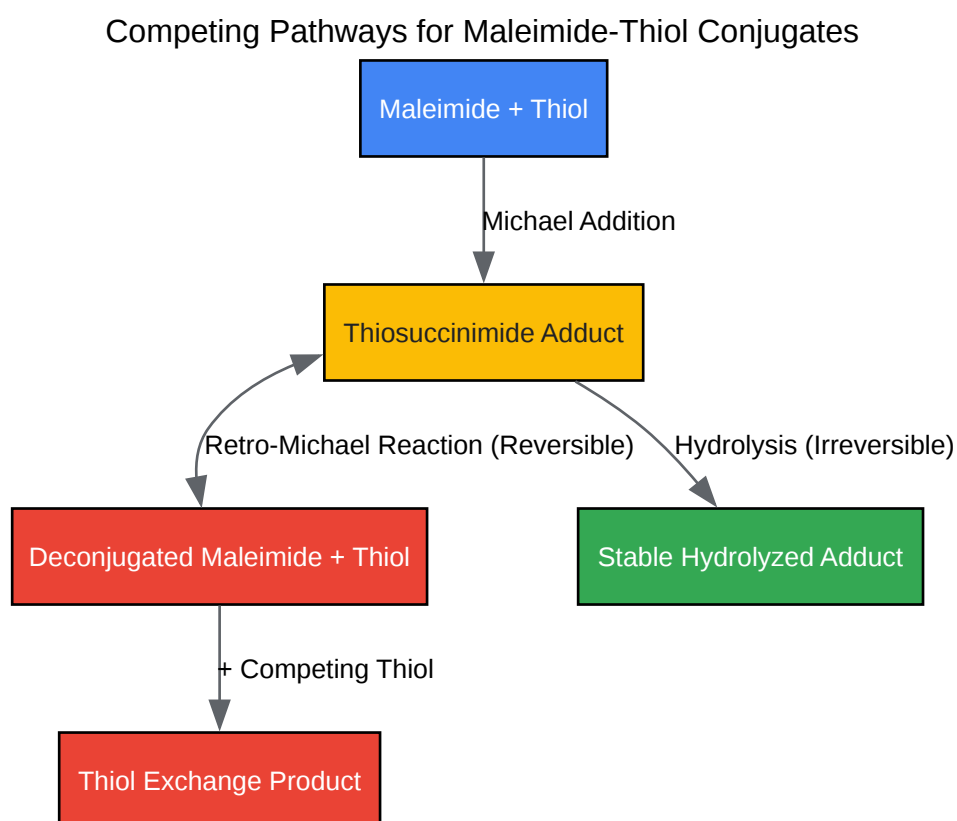 Competing Pathways for Maleimide-Thiol Conjugates
Maleimide + Thiol
Michael Addition
Thiosuccinimide Adduct
Retro-Michael Reaction (Reversible)
Hydrolysis (Irreversible)
Deconjugated Maleimide + Thiol
Stable Hydrolyzed Adduct
+ Competing Thiol
Thiol Exchange Product